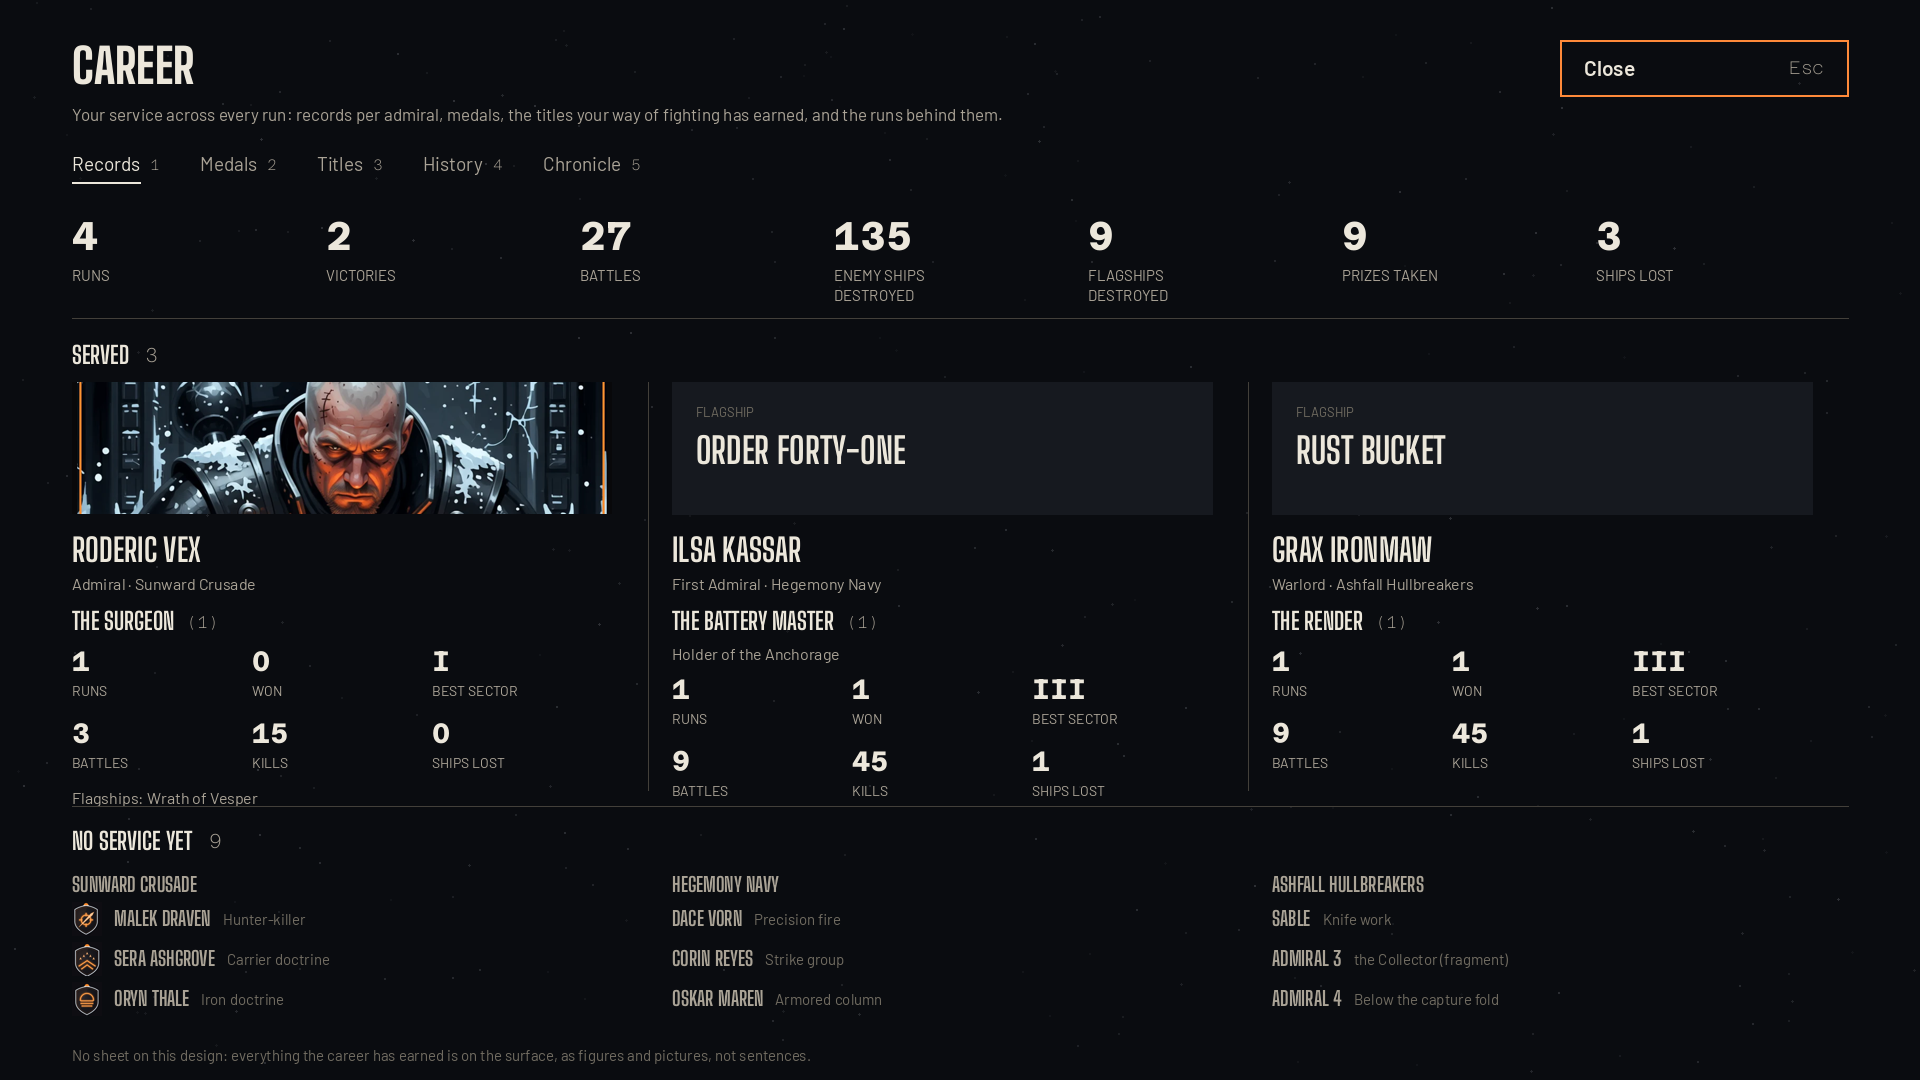 CAREER
Close Esc
Your service across every run: records per admiral, medals, the titles your way of fighting has earned, and the runs behind them.
Records 1 Medals 2 Titles 3 History 4 Chronicle 5
4 2 27 135 9 9 3
RUNS VICTORIES BATTLES ENEMY SHIPS FLAGSHIPS PRIZES TAKEN SHIPS LOST
DESTROYED DESTROYED
SERVED 3
RODERIC VEX
Admiral · Sunward Crusade
THE SURGEON (1)
1 0 I
RUNS WON BEST SECTOR
3 15 0
BATTLES KILLS SHIPS LOST
Flagships: Wrath of Vesper
FLAGSHIP
ORDER FORTY-ONE
ILSA KASSAR
First Admiral · Hegemony Navy
THE BATTERY MASTER (1)
Holder of the Anchorage
1 1 III
RUNS WON BEST SECTOR
9 45 1
BATTLES KILLS SHIPS LOST
FLAGSHIP
RUST BUCKET
GRAX IRONMAW
Warlord · Ashfall Hullbreakers
THE RENDER (1)
1 1 III
RUNS WON BEST SECTOR
9 45 1
BATTLES KILLS SHIPS LOST
NO SERVICE YET 9
SUNWARD CRUSADE
MALEK DRAVEN Hunter-killer
SERA ASHGROVE Carrier doctrine
ORYN THALE Iron doctrine
HEGEMONY NAVY
DACE VORN Precision fire
CORIN REYES Strike group
OSKAR MAREN Armored column
ASHFALL HULLBREAKERS
SABLE Knife work
ADMIRAL 3 the Collector (fragment)
ADMIRAL 4 Below the capture fold
No sheet on this design: everything the career has earned is on the surface, as figures and pictures, not sentences.